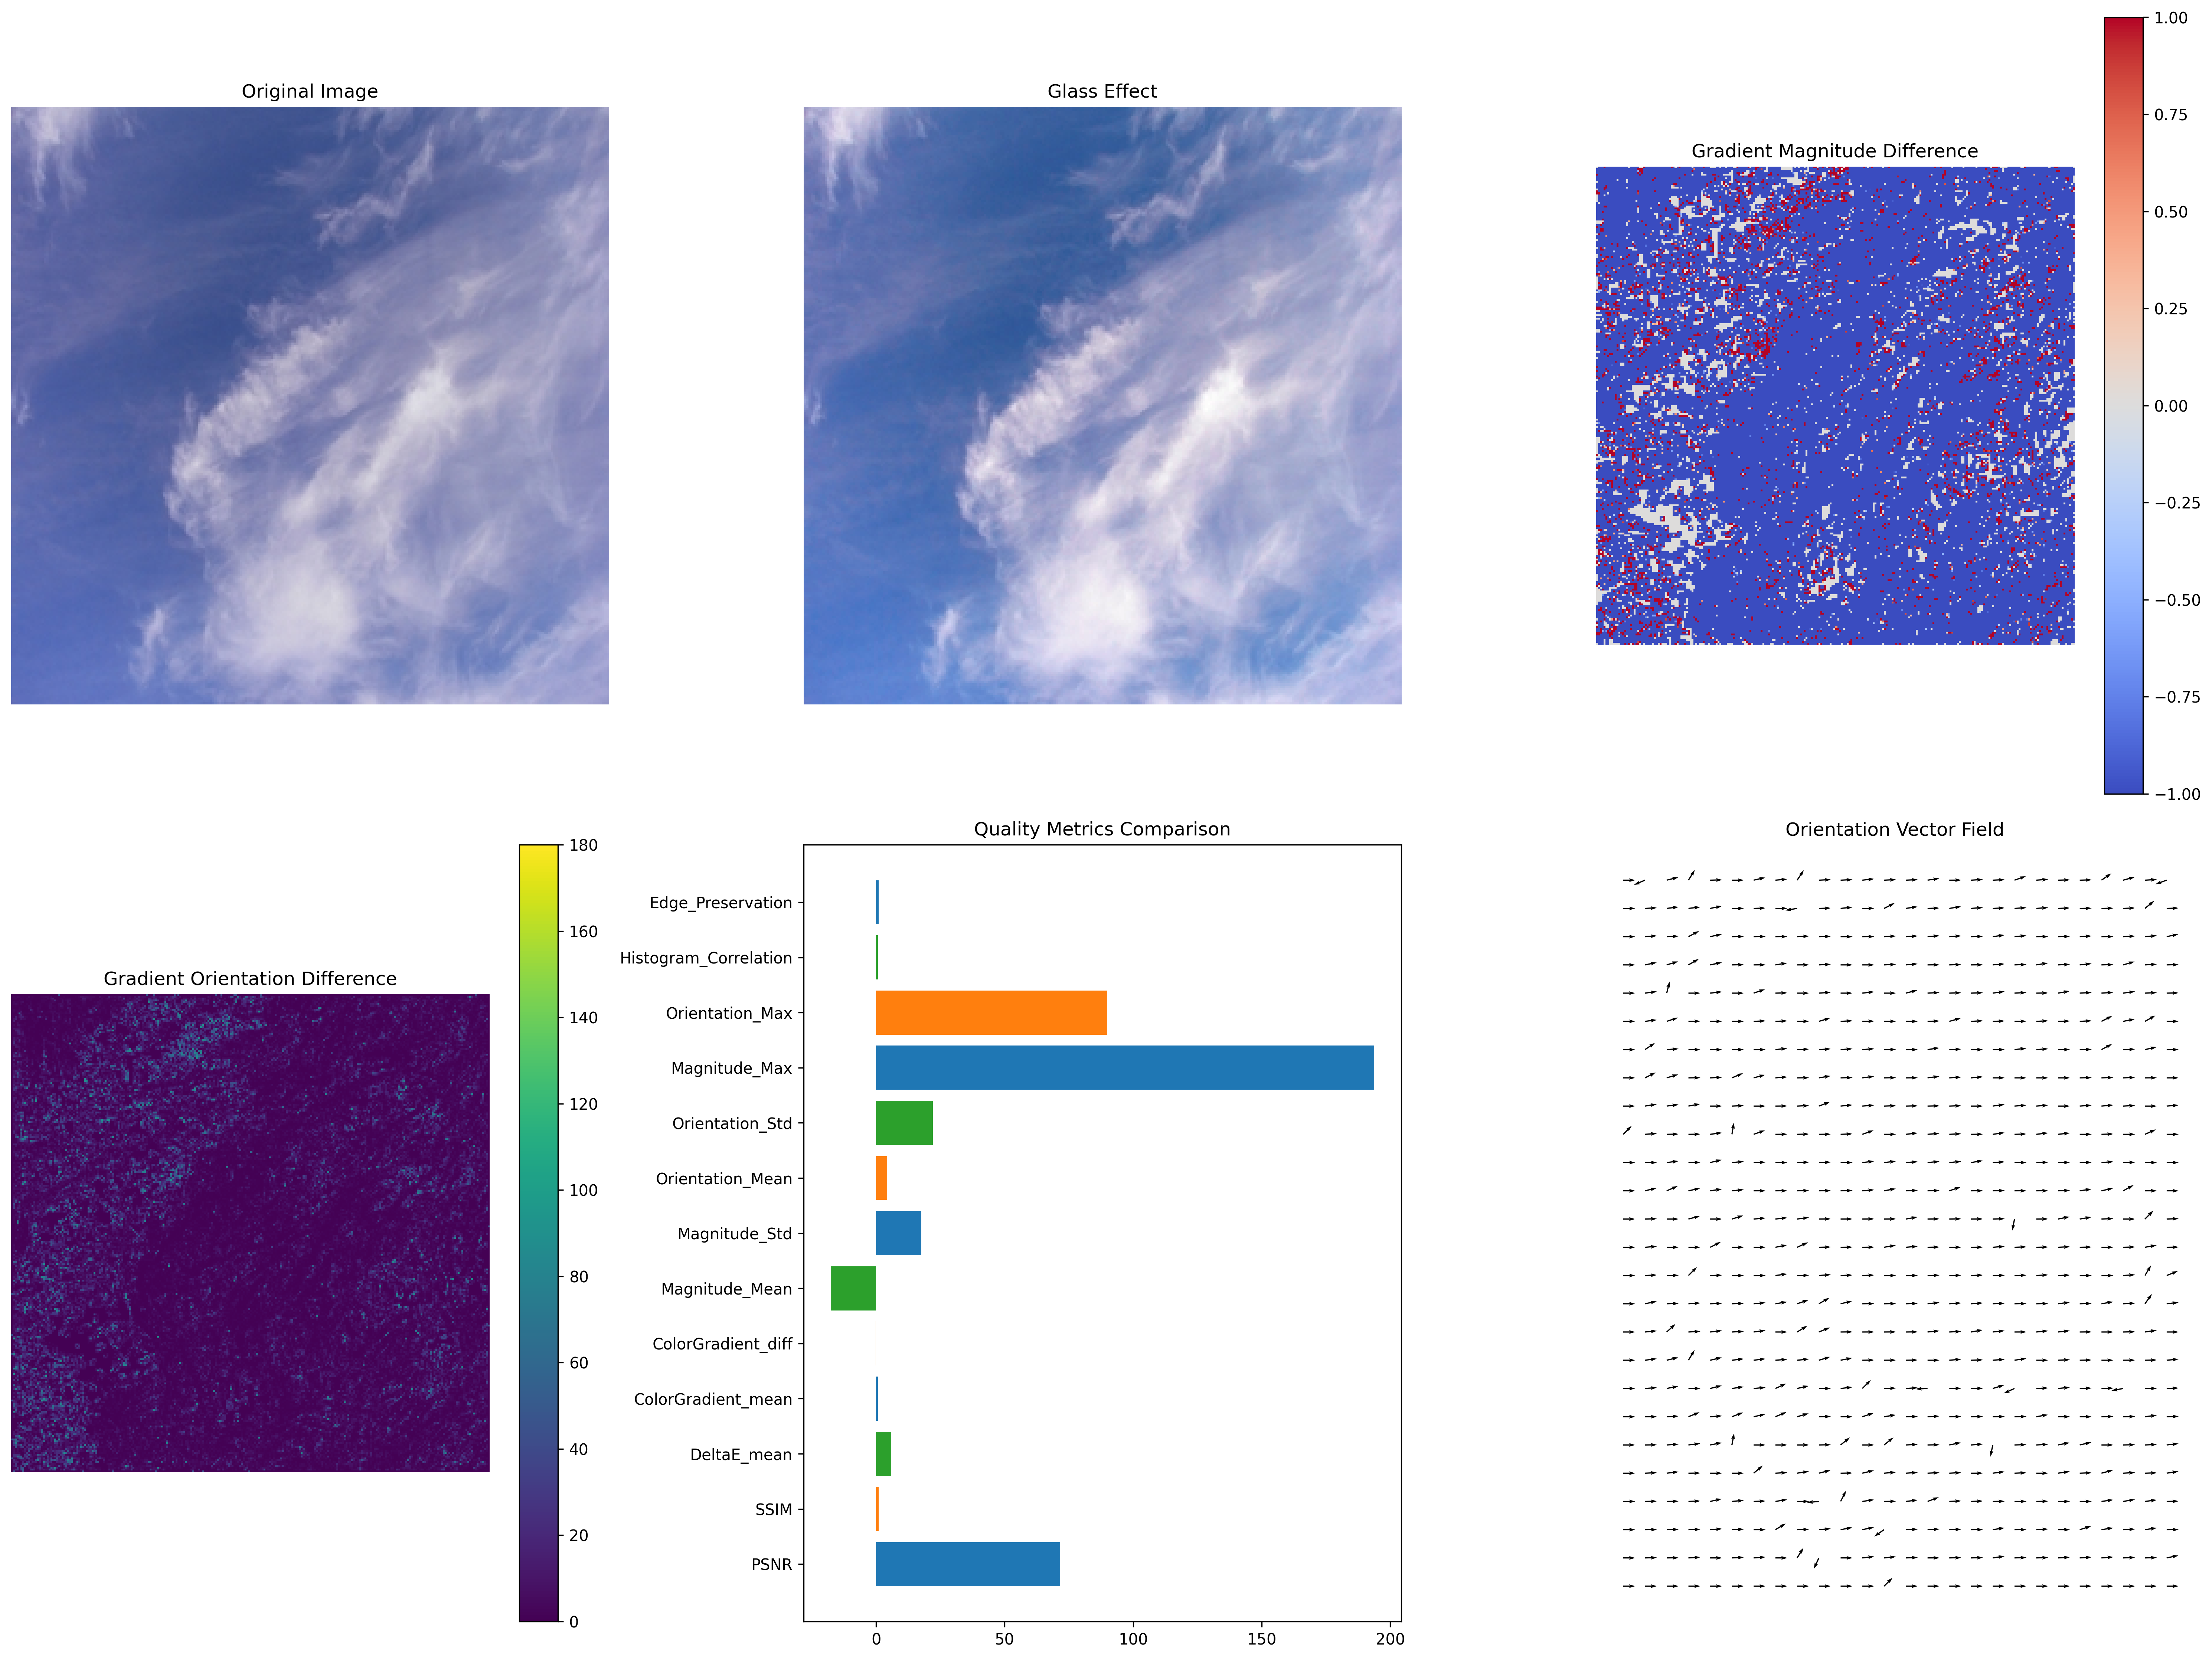 Original Image
Glass Effect
Gradient Magnitude Difference
1.00
0.75
0.50
0.25
0.00
−0.25
−0.50
−0.75
−1.00
Gradient Orientation Difference
180
160
140
120
100
80
60
40
20
0
Quality Metrics Comparison
Edge_Preservation
Histogram_Correlation
Orientation_Max
Magnitude_Max
Orientation_Std
Orientation_Mean
Magnitude_Std
Magnitude_Mean
ColorGradient_diff
ColorGradient_mean
DeltaE_mean
SSIM
PSNR
0 50 100 150 200
Orientation Vector Field